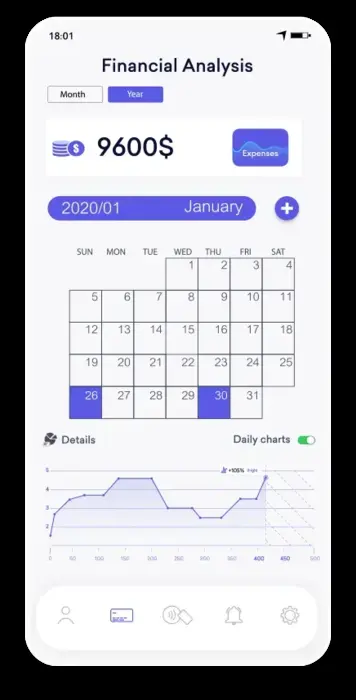 18:01
Financial Analysis
Month Year
9600$ Expenses
2020/01 January
SUN MON TUE WED THU FRI SAT
1 2 3 4
5 6 7 8 9 10 11
12 13 14 15 16 17 18
19 20 21 22 23 24 25
26 27 28 29 30 31
Details Daily charts
+105%
5
4
3
2
0 50 100 150 200 250 300 350 400 450 500